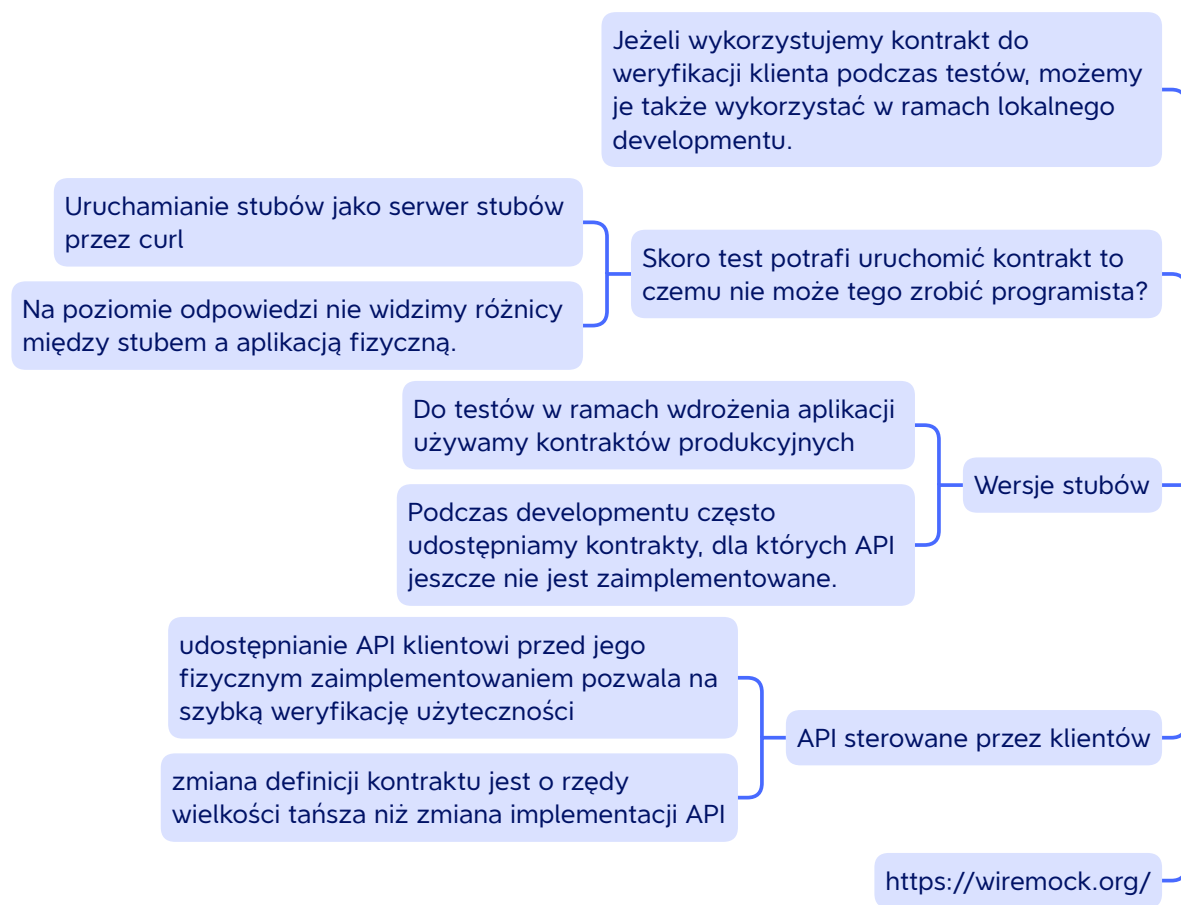 Jeżeli wykorzystujemy kontrakt do
weryfikacji klienta podczas testów, możemy
je także wykorzystać w ramach lokalnego
developmentu.
Skoro test potrafi uruchomić kontrakt to
czemu nie może tego zrobić programista?
Uruchamianie stubów jako serwer stubów
przez curl
Na poziomie odpowiedzi nie widzimy różnicy
między stubem a aplikacją fizyczną.
Wersje stubów
Do testów w ramach wdrożenia aplikacji
używamy kontraktów produkcyjnych
Podczas developmentu często
udostępniamy kontrakty, dla których API
jeszcze nie jest zaimplementowane.
API sterowane przez klientów
udostępnianie API klientowi przed jego
fizycznym zaimplementowaniem pozwala na
szybką weryfikację użyteczności
zmiana definicji kontraktu jest o rzędy
wielkości tańsza niż zmiana implementacji API
https://wiremock.org/